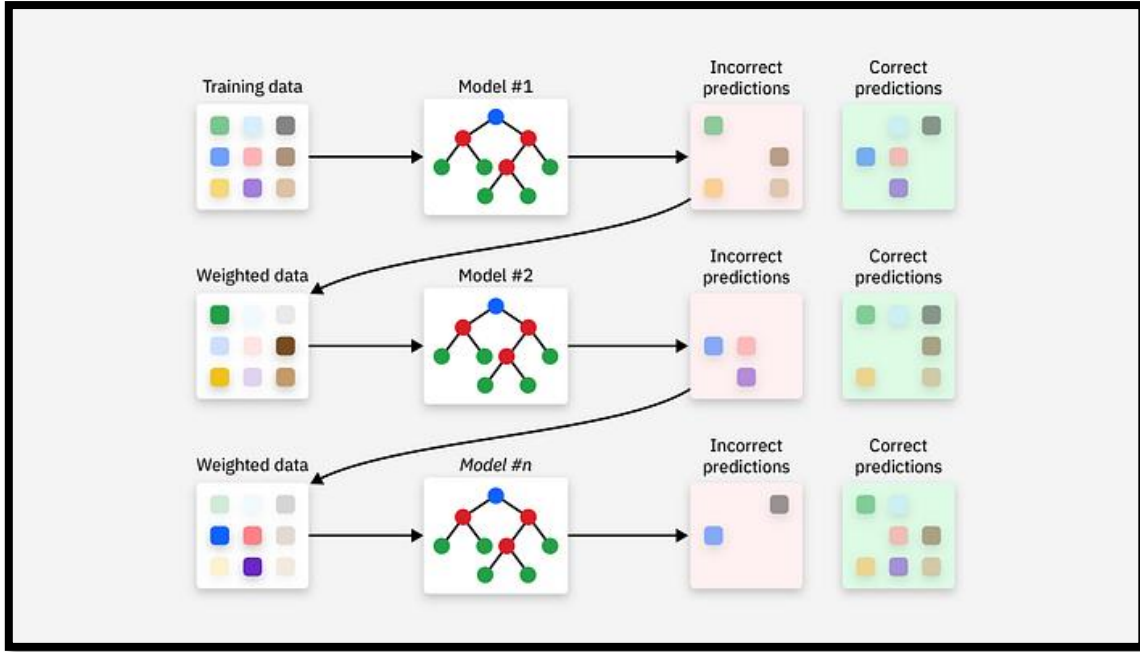 Training data
Model #1
Incorrect
predictions
Correct
predictions
Weighted data
Model #2
Incorrect
predictions
Correct
predictions
Weighted data
Model #n
Incorrect
predictions
Correct
predictions